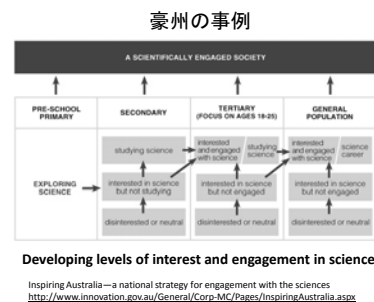 豪州の事例
A SCIENTIFICALLY ENGAGED SOCIETY
PRE-SCHOOL
PRIMARY
SECONDARY
TERTIARY
(FOCUS ON AGES 18-25)
GENERAL
POPULATION
EXPLORING
SCIENCE
studying science
interested in science
but not studying
disinterested or neutral
interested
and engaged
with science
studying
science
interested in science
but not engaged
disinterested or neutral
interested
and engaged
with science
science
career
interested in science
but not engaged
disinterested or neutral
Developing levels of interest and engagement in science
Inspiring Australia—a national strategy for engagement with the sciences
http://www.innovation.gov.au/General/Corp-MC/Pages/InspiringAustralia.aspx